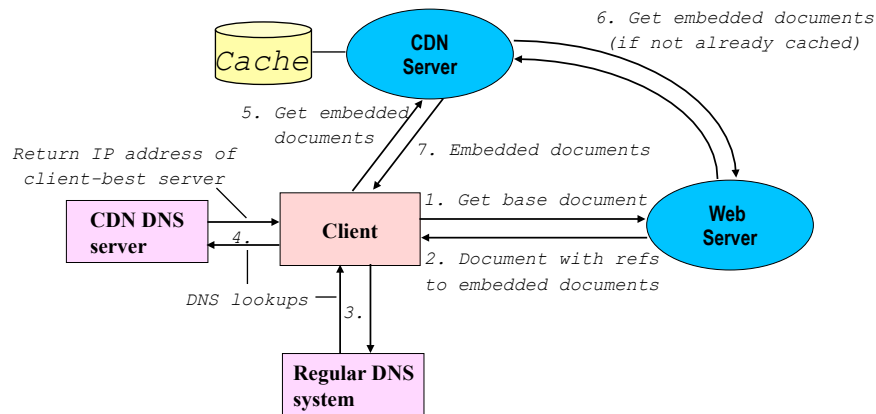 6. Get embedded documents
(if not already cached)
CDN
Server
Cache
5. Get embedded
documents
Return IP address of
client-best server
7. Embedded documents
1. Get base document
CDN DNS
server
4.
Client
Web
Server
2. Document with refs
to embedded documents
DNS lookups
3.
Regular DNS
system